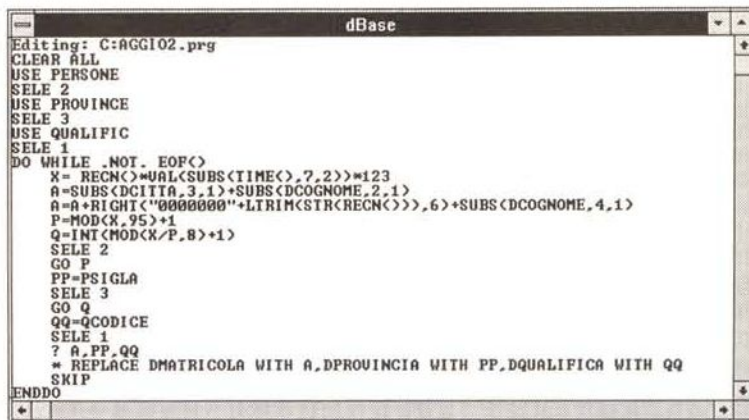 dBase
Editing: C:AGGIO2.prg
CLEAR ALL
USE PERSONE
SELE 2
USE PROVINCE
SELE 3
USE QUALIFIC
SELE 1
DO WHILE .NOT. EOF()
X= RECN()*VAL(SUBS(TIME(),7,2))*123
A=SUBS(DCITTA,3,1)+SUBS(DCOGNOME,2,1)
A=A+RIGHT("0000000"+LTRIM(STR(RECN())),6)+SUBS(DCOGNOME,4,1)
P=MOD(X,95)+1
Q=INT(MOD(X/P,8)+1)
SELE 2
GO P
PP=PSIGLA
SELE 3
GO Q
QQ=QCODICE
SELE 1
? A,PP,QQ
* REPLACE DMATRICOLA WITH A,DPROVINCIA WITH PP,DQUALIFICA WITH QQ
SKIP
ENDDO